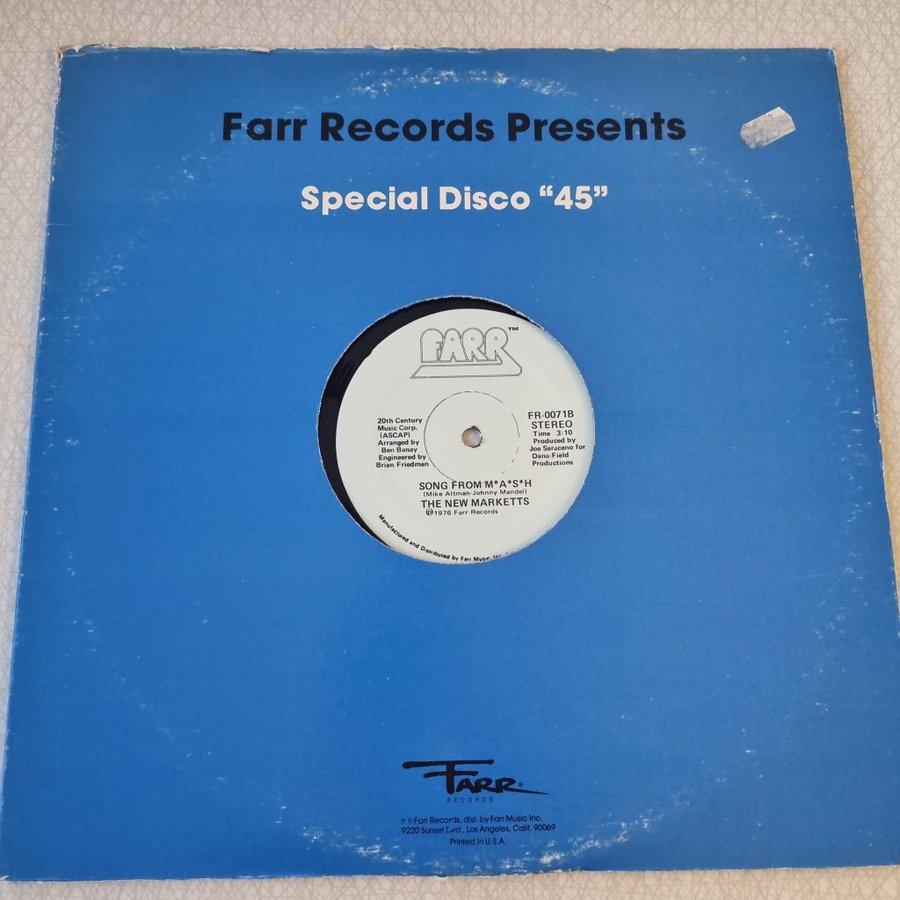 Farr Records Presents
Special Disco “45”
FARR™
20th Century
Music Corp.
(ASCAP)
Arranged by
Ben Benay
Engineered by
Brian Friedman
FR-0071B
STEREO
Time 3:10
Produced by
Joe Saraceno for
Dana-Field
Productions
SONG FROM M*A*S*H
(Mike Altman-Johnny Mandel)
THE NEW MARKETTS
℗1976 Farr Records
Manufactured and Distributed by Farr Music
FARR®
RECORDS
℗ © Farr Records, dist. by Farr Music Inc.
9220 Sunset Blvd., Los Angeles, Calif. 90069
Printed in U.S.A.